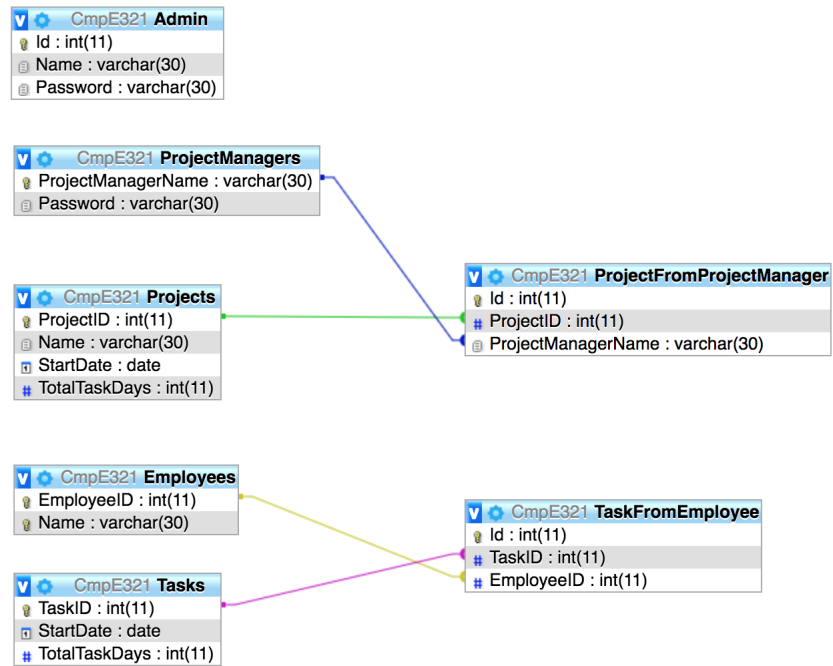 CmpE321 Admin
Id : int(11)
Name : varchar(30)
Password : varchar(30)
CmpE321 ProjectManagers
ProjectManagerName : varchar(30)
Password : varchar(30)
CmpE321 Projects
ProjectID : int(11)
Name : varchar(30)
StartDate : date
# TotalTaskDays : int(11)
CmpE321 ProjectFromProjectManager
Id : int(11)
# ProjectID : int(11)
ProjectManagerName : varchar(30)
CmpE321 Employees
EmployeeID : int(11)
Name : varchar(30)
CmpE321 Tasks
TaskID : int(11)
StartDate : date
# TotalTaskDays : int(11)
CmpE321 TaskFromEmployee
Id : int(11)
# TaskID : int(11)
# EmployeeID : int(11)